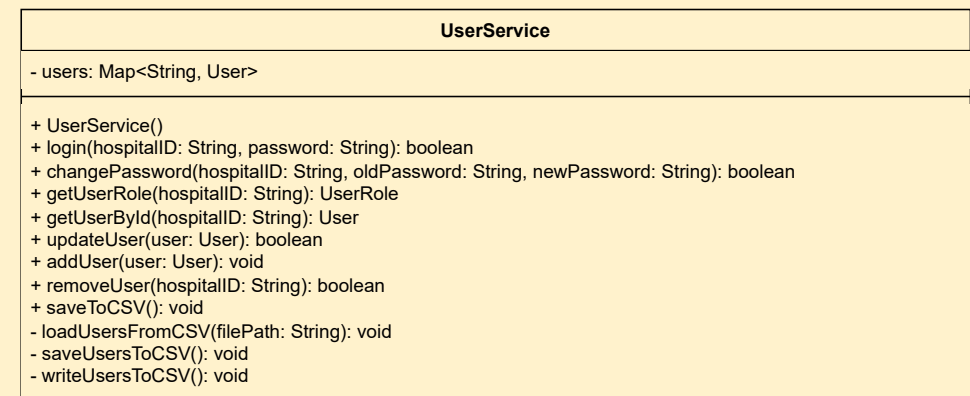 UserService
- users: Map<String, User>
+ UserService()
+ login(hospitalID: String, password: String): boolean
+ changePassword(hospitalID: String, oldPassword: String, newPassword: String): boolean
+ getUserRole(hospitalID: String): UserRole
+ getUserById(hospitalID: String): User
+ updateUser(user: User): boolean
+ addUser(user: User): void
+ removeUser(hospitalID: String): boolean
+ saveToCSV(): void
- loadUsersFromCSV(filePath: String): void
- saveUsersToCSV(): void
- writeUsersToCSV(): void